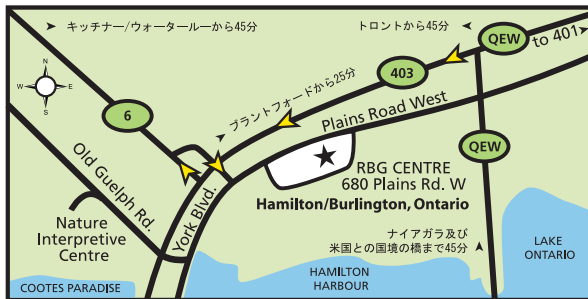 キッチナー/ウォータールーから45分
トロントから45分
QEW
to 401
N
W
E
S
403
ブラントフォードから25分
6
Plains Road West
QEW
Old Guelph Rd.
York Blvd.
RBG CENTRE
680 Plains Rd. W
Hamilton/Burlington, Ontario
Nature
Interpretive
Centre
ナイアガラ及び
米国との国境の橋まで45分
LAKE
ONTARIO
HAMILTON
HARBOUR
COOTES PARADISE